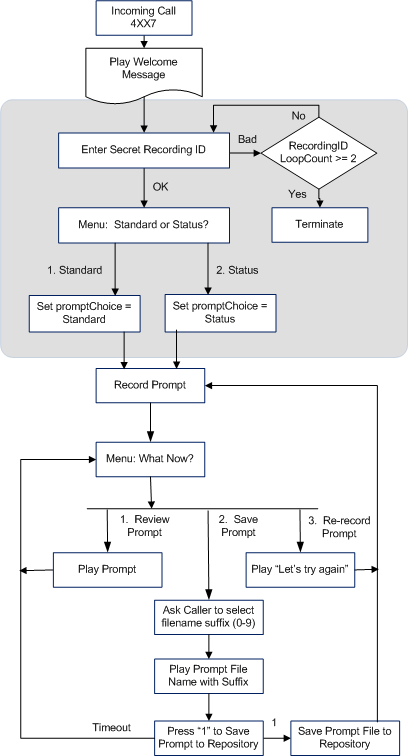 Incoming Call
4XX7
Play Welcome
Message
No
Enter Secret Recording ID
Bad
RecordingID
LoopCount >= 2
OK
Yes
Menu:  Standard or Status?
Terminate
1. Standard
2. Status
Set promptChoice =
Standard
Set promptChoice =
Status
Record Prompt
Menu: What Now?
1.  Review
Prompt
2.  Save
Prompt
3.  Re-record
Prompt
Play Prompt
Play “Let’s try again”
Ask Caller to select
filename suffix (0-9)
Play Prompt File
Name with Suffix
Timeout
Press “1” to Save
Prompt to Repository
1
Save Prompt File to
Repository